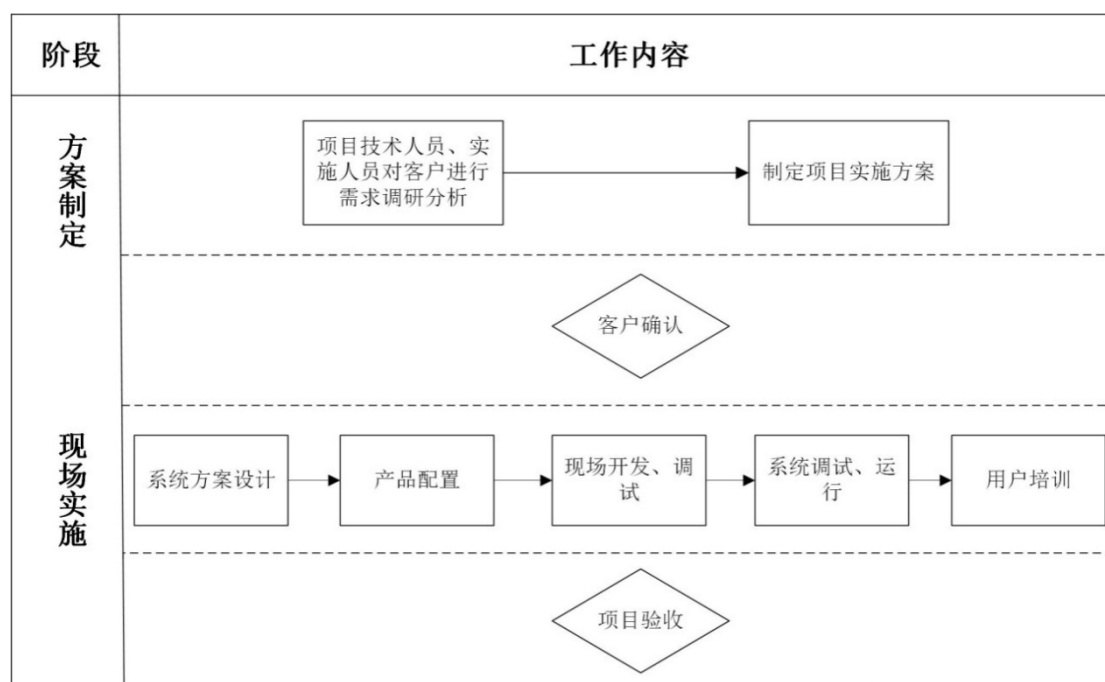 阶段
工作内容
方案制定
项目技术人员、实
施人员对客户进行
需求调研分析
制定项目实施方案
客户确认
现场实施
系统方案设计
产品配置
现场开发、调
试
系统调试、运
行
用户培训
项目验收